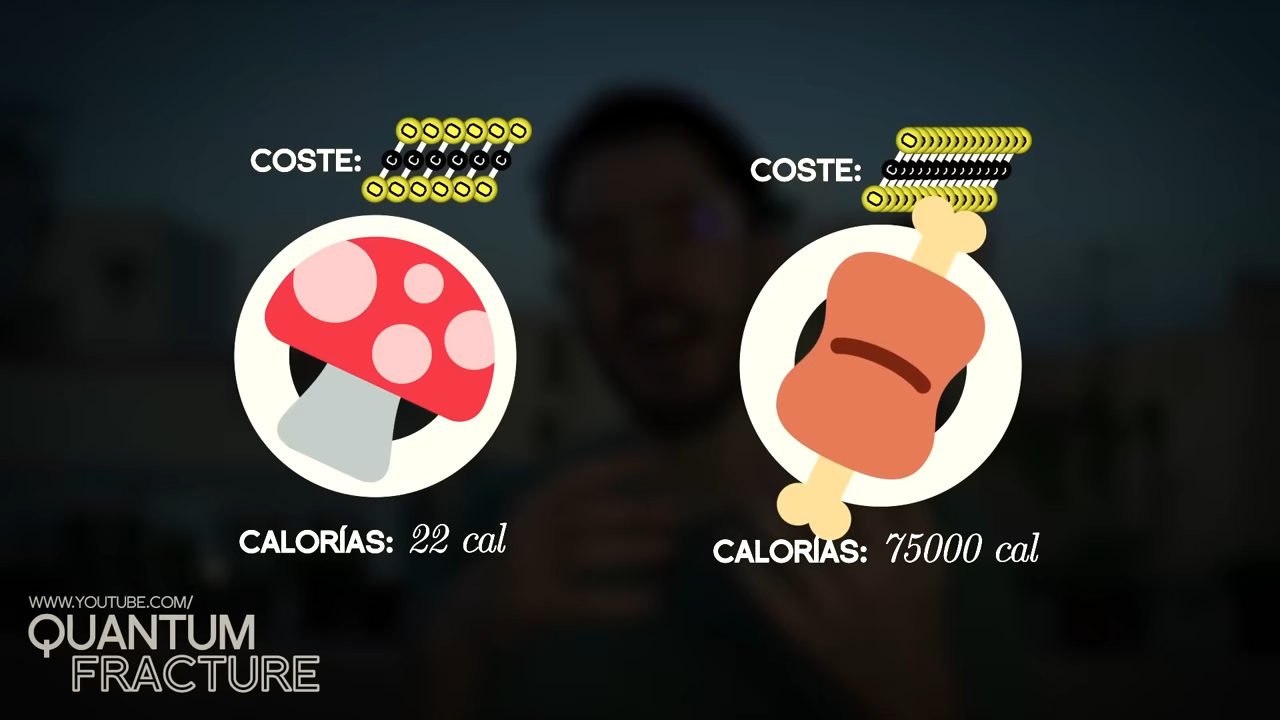 COSTE:
COSTE:
CALORÍAS: 22 cal
CALORÍAS: 75000 cal
WWW.YOUTUBE.COM/
QUANTUM
FRACTURE